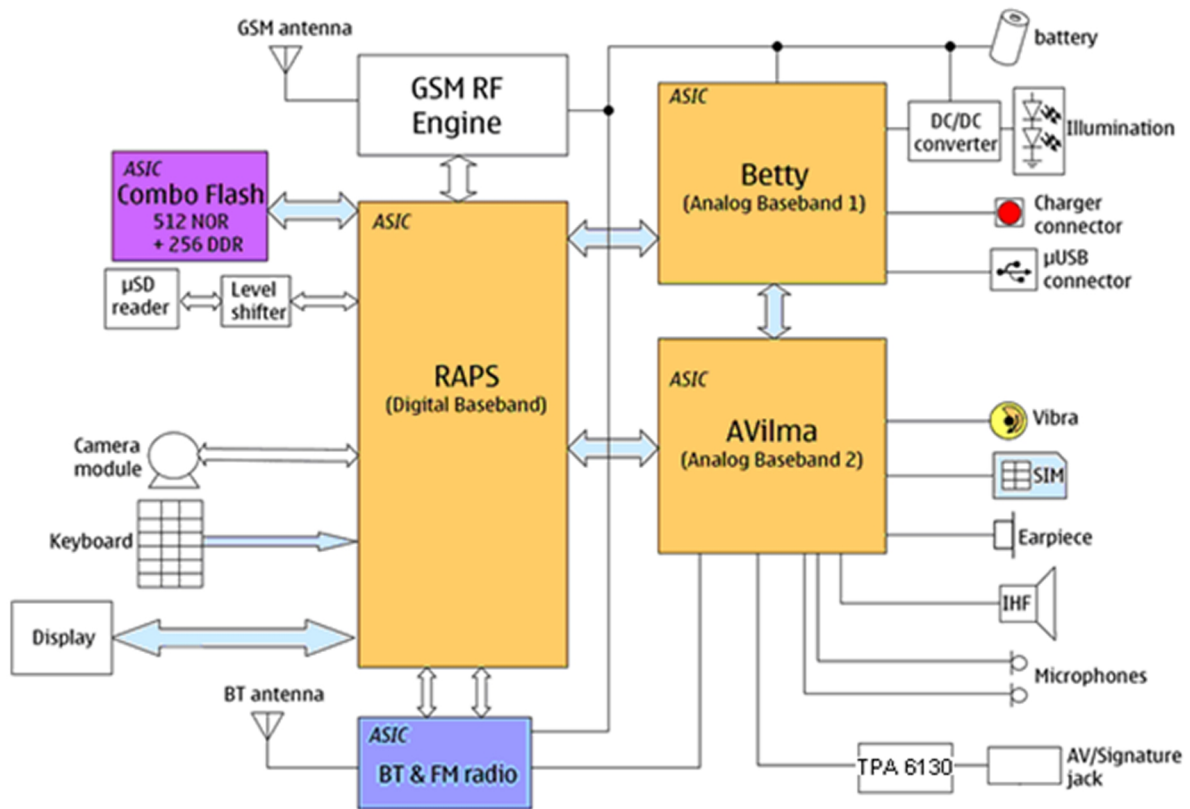 GSM antenna
GSM RF
Engine
battery
ASIC
Betty
(Analog Baseband 1)
DC/DC
converter
Illumination
ASIC
Combo Flash
512 NOR
+ 256 DDR
ASIC
RAPS
(Digital Baseband)
Charger
connector
µUSB
connector
µSD
reader
Level
shifter
ASIC
AVilma
(Analog Baseband 2)
Vibra
SIM
Camera
module
Keyboard
Earpiece
IHF
Display
Microphones
BT antenna
ASIC
BT & FM radio
TPA 6130
AV/Signature
jack